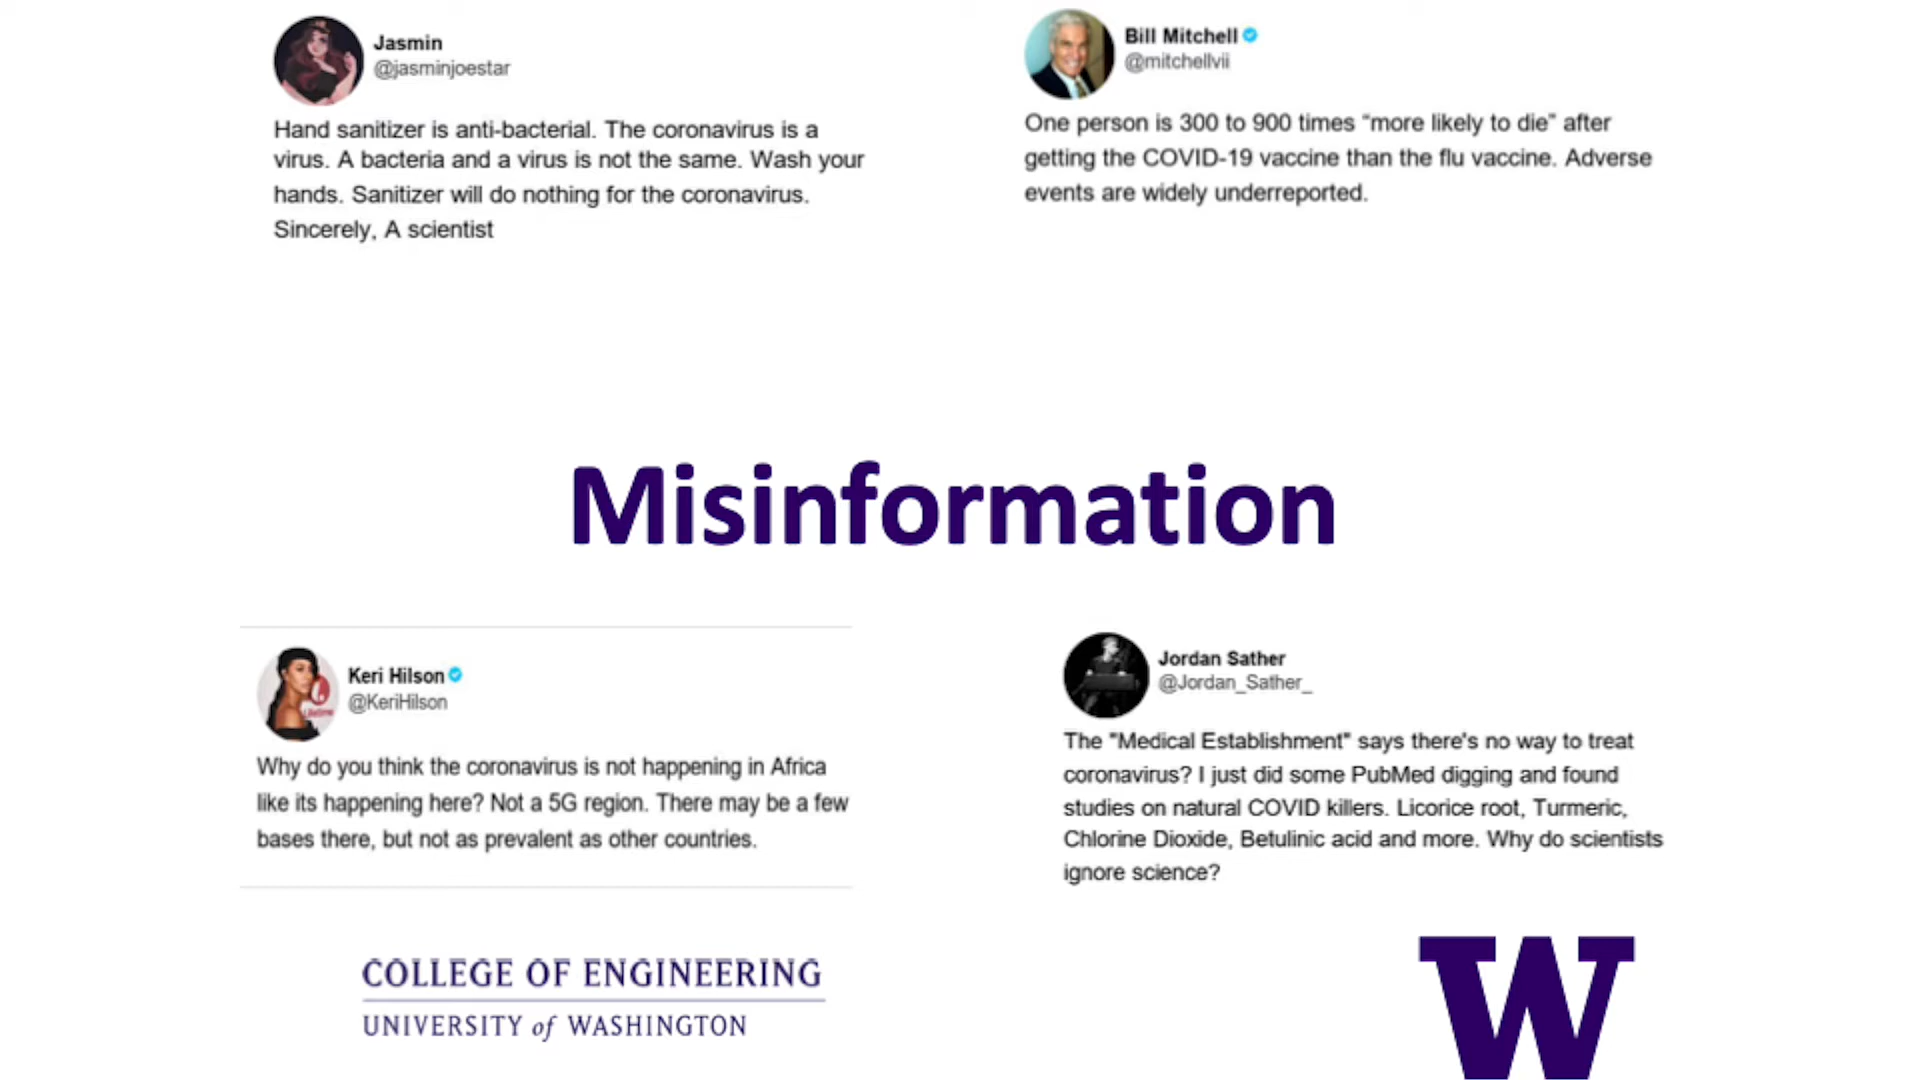 Jasmin
@jasminjoestar
Hand sanitizer is anti-bacterial. The coronavirus is a
virus. A bacteria and a virus is not the same. Wash your
hands. Sanitizer will do nothing for the coronavirus.
Sincerely, A scientist
Bill Mitchell
@mitchellvii
One person is 300 to 900 times “more likely to die” after
getting the COVID-19 vaccine than the flu vaccine. Adverse
events are widely underreported.
Misinformation
Keri Hilson
@KeriHilson
Why do you think the coronavirus is not happening in Africa
like its happening here? Not a 5G region. There may be a few
bases there, but not as prevalent as other countries.
Jordan Sather
@Jordan_Sather_
The "Medical Establishment" says there's no way to treat
coronavirus? I just did some PubMed digging and found
studies on natural COVID killers. Licorice root, Turmeric,
Chlorine Dioxide, Betulinic acid and more. Why do scientists
ignore science?
COLLEGE OF ENGINEERING
UNIVERSITY of WASHINGTON
W